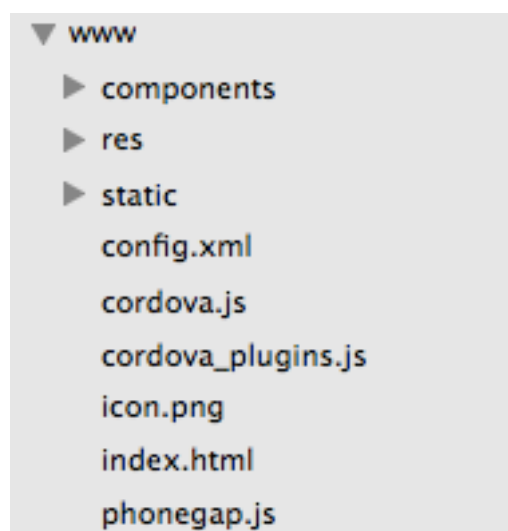 www
components
res
static
config.xml
cordova.js
cordova_plugins.js
icon.png
index.html
phonegap.js